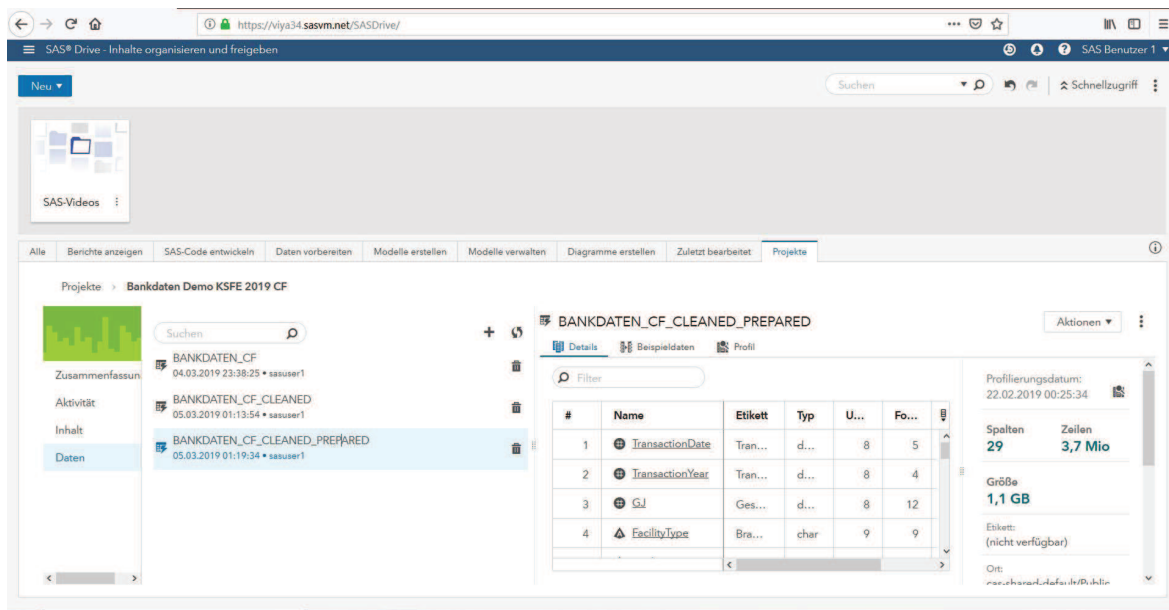 https://viya34.sasvm.net/SASDrive/
SAS® Drive - Inhalte organisieren und freigeben
SAS Benutzer 1
Neu
Suchen
Schnellzugriff
SAS-Videos
Alle Berichte anzeigen SAS-Code entwickeln Daten vorbereiten Modelle erstellen Modelle verwalten Diagramme erstellen Zuletzt bearbeitet Projekte
Projekte > Bankdaten Demo KSFE 2019 CF
Zusammenfassun
Aktivität
Inhalt
Daten
Suchen
BANKDATEN_CF
04.03.2019 23:38:25 • sasuser1
BANKDATEN_CF_CLEANED
05.03.2019 01:13:54 • sasuser1
BANKDATEN_CF_CLEANED_PREPARED
05.03.2019 01:19:34 • sasuser1
BANKDATEN_CF_CLEANED_PREPARED
Aktionen
Details Beispieldaten Profil
Filter
# Name Etikett Typ U... Fo...
1 TransactionDate Tran... d... 8 5
2 TransactionYear Tran... d... 8 4
3 GJ Ges... d... 8 12
4 FacilityType Bra... char 9 9
Profilierungsdatum:
22.02.2019 00:25:34
Spalten Zeilen
29 3,7 Mio
Größe
1,1 GB
Etikett:
(nicht verfügbar)
Ort:
cas-shared-default/Public